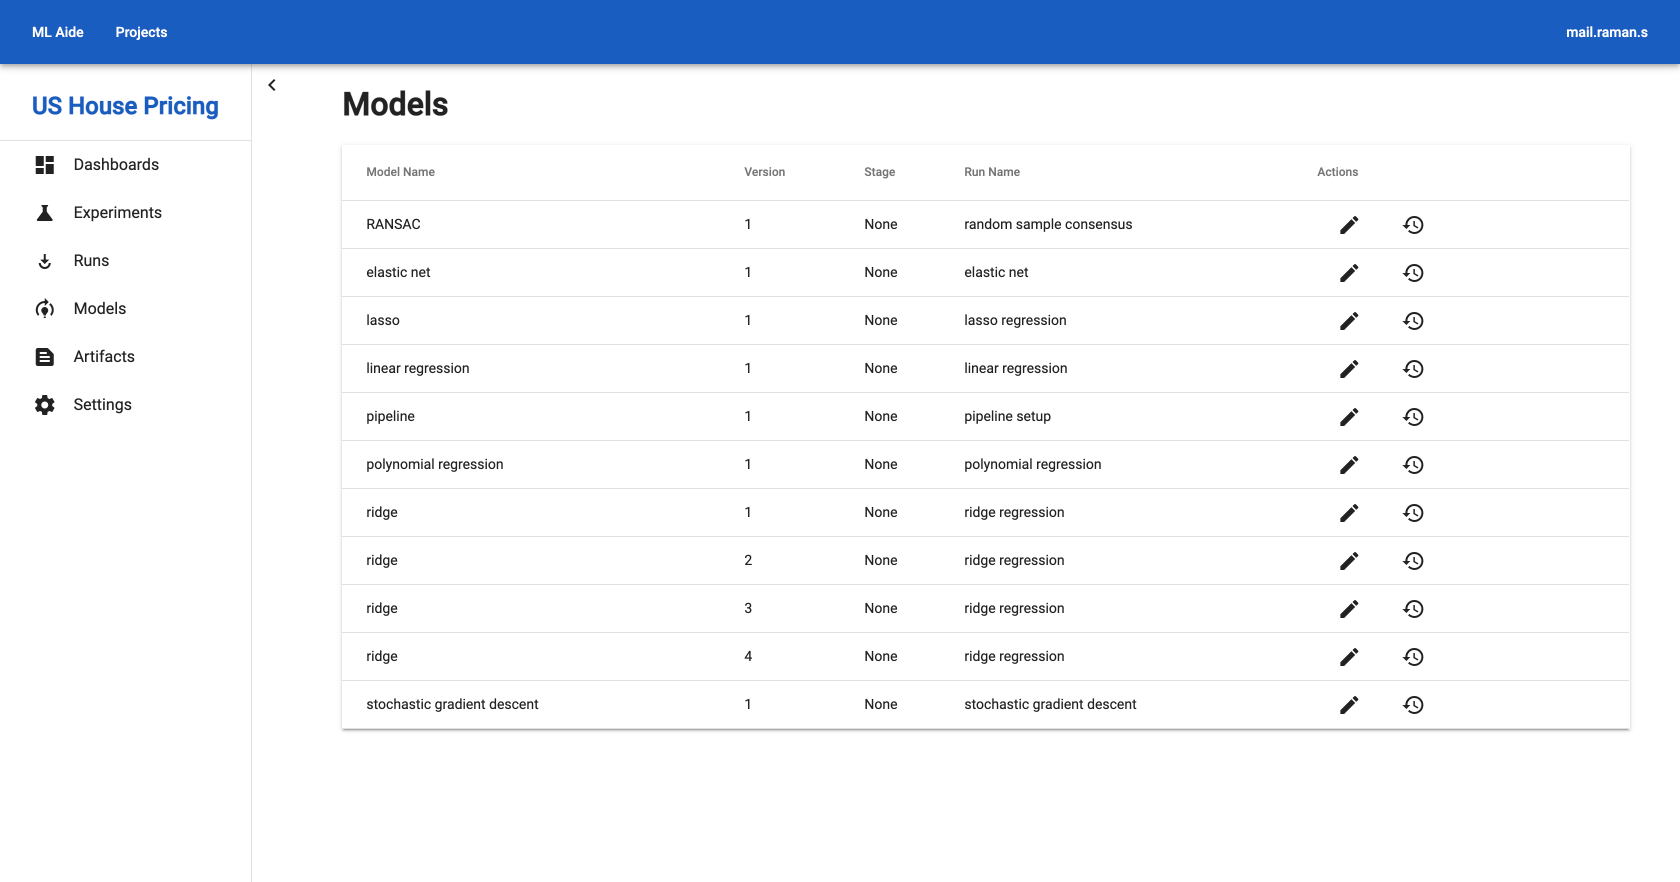 ML Aide Projects mail.raman.s
US House Pricing
Dashboards
Experiments
Runs
Models
Artifacts
Settings
Models
Model Name Version Stage Run Name Actions
RANSAC 1 None random sample consensus
elastic net 1 None elastic net
lasso 1 None lasso regression
linear regression 1 None linear regression
pipeline 1 None pipeline setup
polynomial regression 1 None polynomial regression
ridge 1 None ridge regression
ridge 2 None ridge regression
ridge 3 None ridge regression
ridge 4 None ridge regression
stochastic gradient descent 1 None stochastic gradient descent